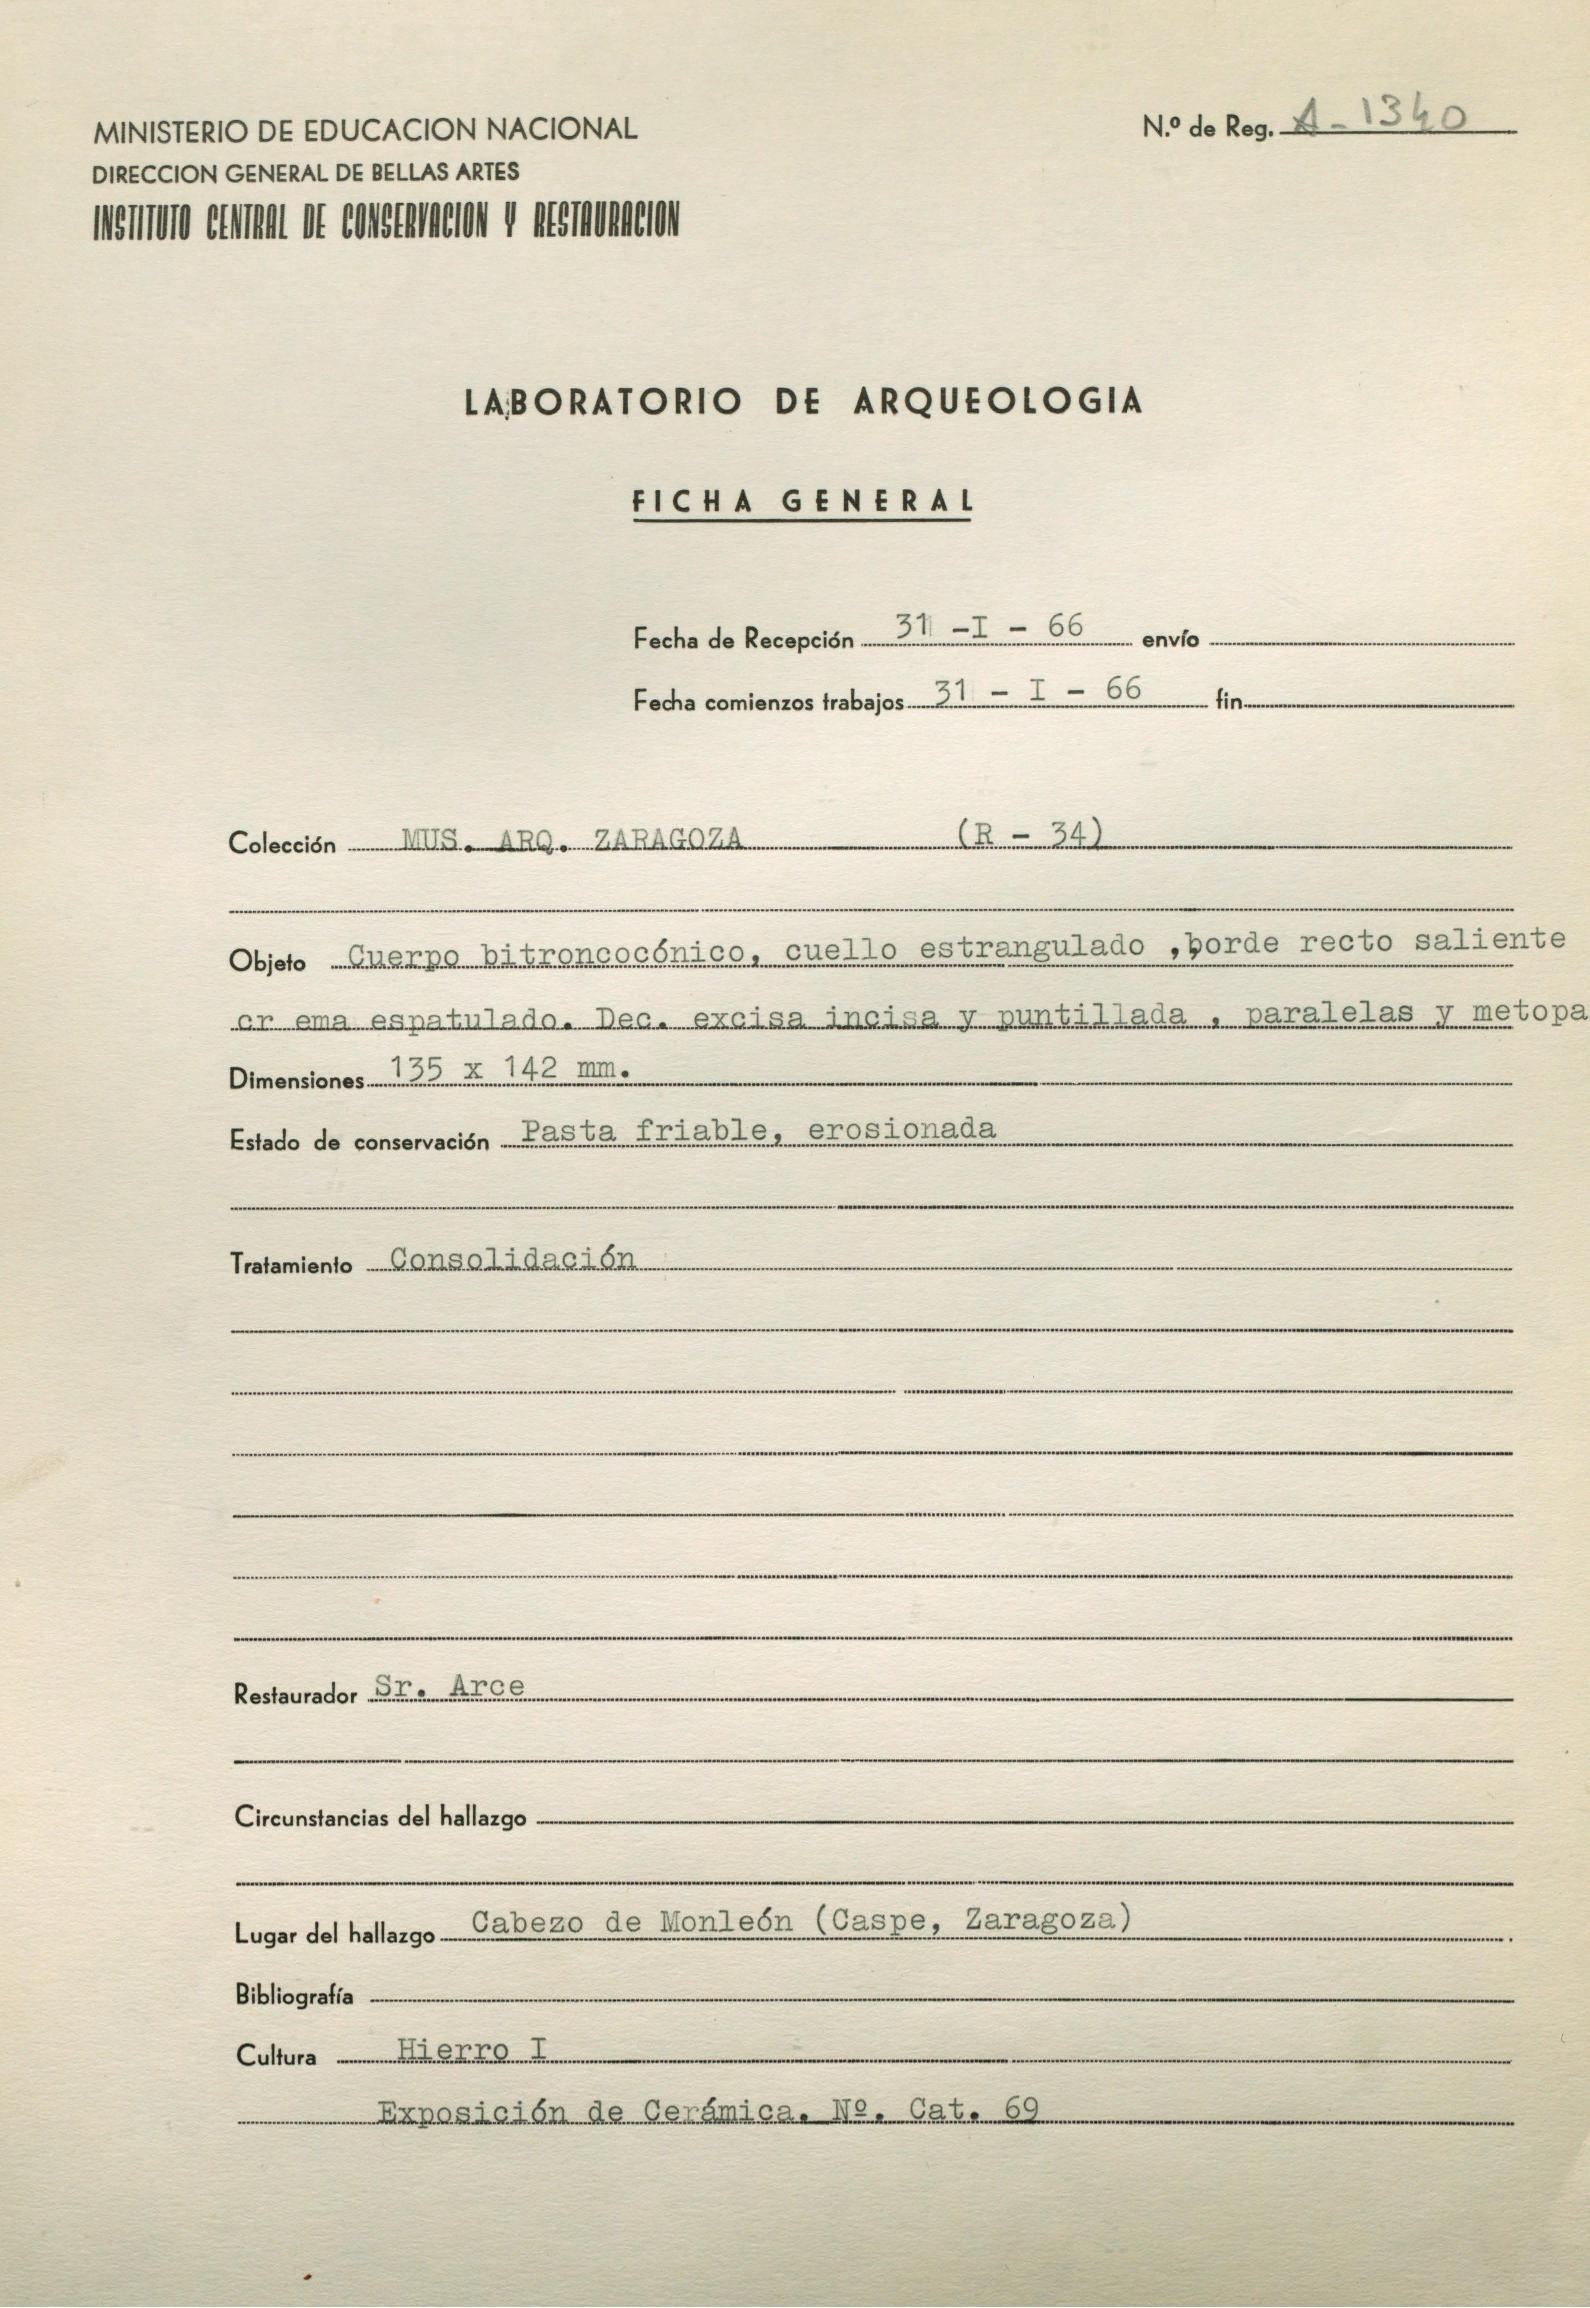 MINISTERIO DE EDUCACION NACIONAL
N.º de Reg. A-1340
DIRECCION GENERAL DE BELLAS ARTES
INSTITUTO CENTRAL DE CONSERVACION Y RESTAURACION
LABORATORIO DE ARQUEOLOGIA
FICHA GENERAL
Fecha de Recepción 31 -I - 66 envío
Fecha comienzos trabajos 31 - I - 66 fin
Colección MUS. ARQ. ZARAGOZA (R - 34)
Objeto Cuerpo bitroncocónico, cuello estrangulado ,borde recto saliente
cr ema espatulado. Dec. excisa incisa y puntillada , paralelas y metopa
Dimensiones 135 x 142 mm.
Estado de conservación Pasta friable, erosionada
Tratamiento Consolidación
Restaurador Sr. Arce
Circunstancias del hallazgo
Lugar del hallazgo Cabezo de Monleón (Caspe, Zaragoza)
Bibliografía
Cultura Hierro I
Exposición de Cerámica. Nº. Cat. 69